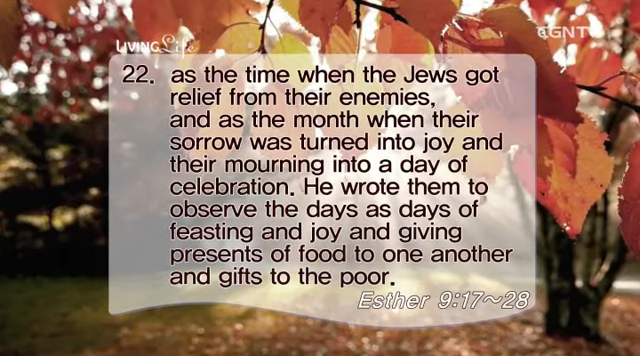 LIVING Life
CGNTV
22. as the time when the Jews got
relief from their enemies,
and as the month when their
sorrow was turned into joy and
their mourning into a day of
celebration. He wrote them to
observe the days as days of
feasting and joy and giving
presents of food to one another
and gifts to the poor.
Esther 9:17~28